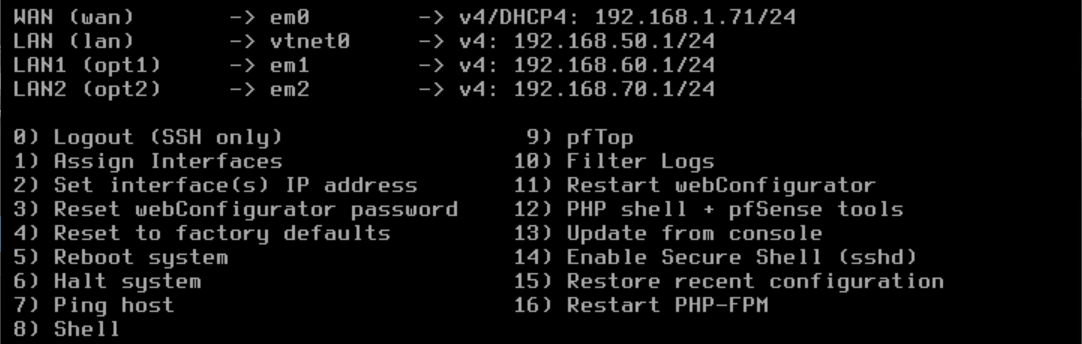 WAN (wan) -> em0 -> v4/DHCP4: 192.168.1.71/24
LAN (lan) -> vtnet0 -> v4: 192.168.50.1/24
LAN1 (opt1) -> em1 -> v4: 192.168.60.1/24
LAN2 (opt2) -> em2 -> v4: 192.168.70.1/24
0) Logout (SSH only) 9) pfTop
1) Assign Interfaces 10) Filter Logs
2) Set interface(s) IP address 11) Restart webConfigurator
3) Reset webConfigurator password 12) PHP shell + pfSense tools
4) Reset to factory defaults 13) Update from console
5) Reboot system 14) Enable Secure Shell (sshd)
6) Halt system 15) Restore recent configuration
7) Ping host 16) Restart PHP-FPM
8) Shell